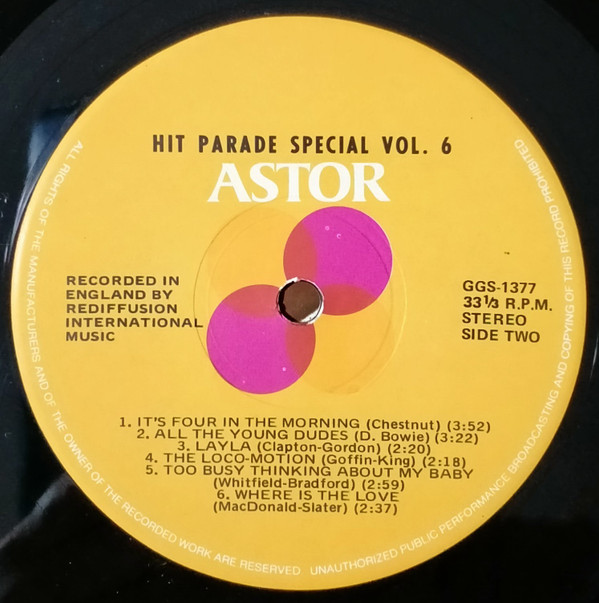 HIT PARADE SPECIAL VOL. 6
ASTOR
RECORDED IN
ENGLAND BY
REDIFFUSION
INTERNATIONAL
MUSIC
GGS-1377
33⅓ R.P.M.
STEREO
SIDE TWO
1. IT'S FOUR IN THE MORNING (Chestnut) (3:52)
2. ALL THE YOUNG DUDES (D. Bowie) (3:22)
3. LAYLA (Clapton-Gordon) (2:20)
4. THE LOCO-MOTION (Goffin-King) (2:18)
5. TOO BUSY THINKING ABOUT MY BABY
(Whitfield-Bradford) (2:59)
6. WHERE IS THE LOVE
(MacDonald-Slater) (2:37)
ALL RIGHTS OF THE MANUFACTURERS AND OF THE OWNER OF THE RECORDED WORK ARE RESERVED UNAUTHORIZED PUBLIC PERFORMANCE BROADCASTING AND COPYING OF THIS RECORD PROHIBITED